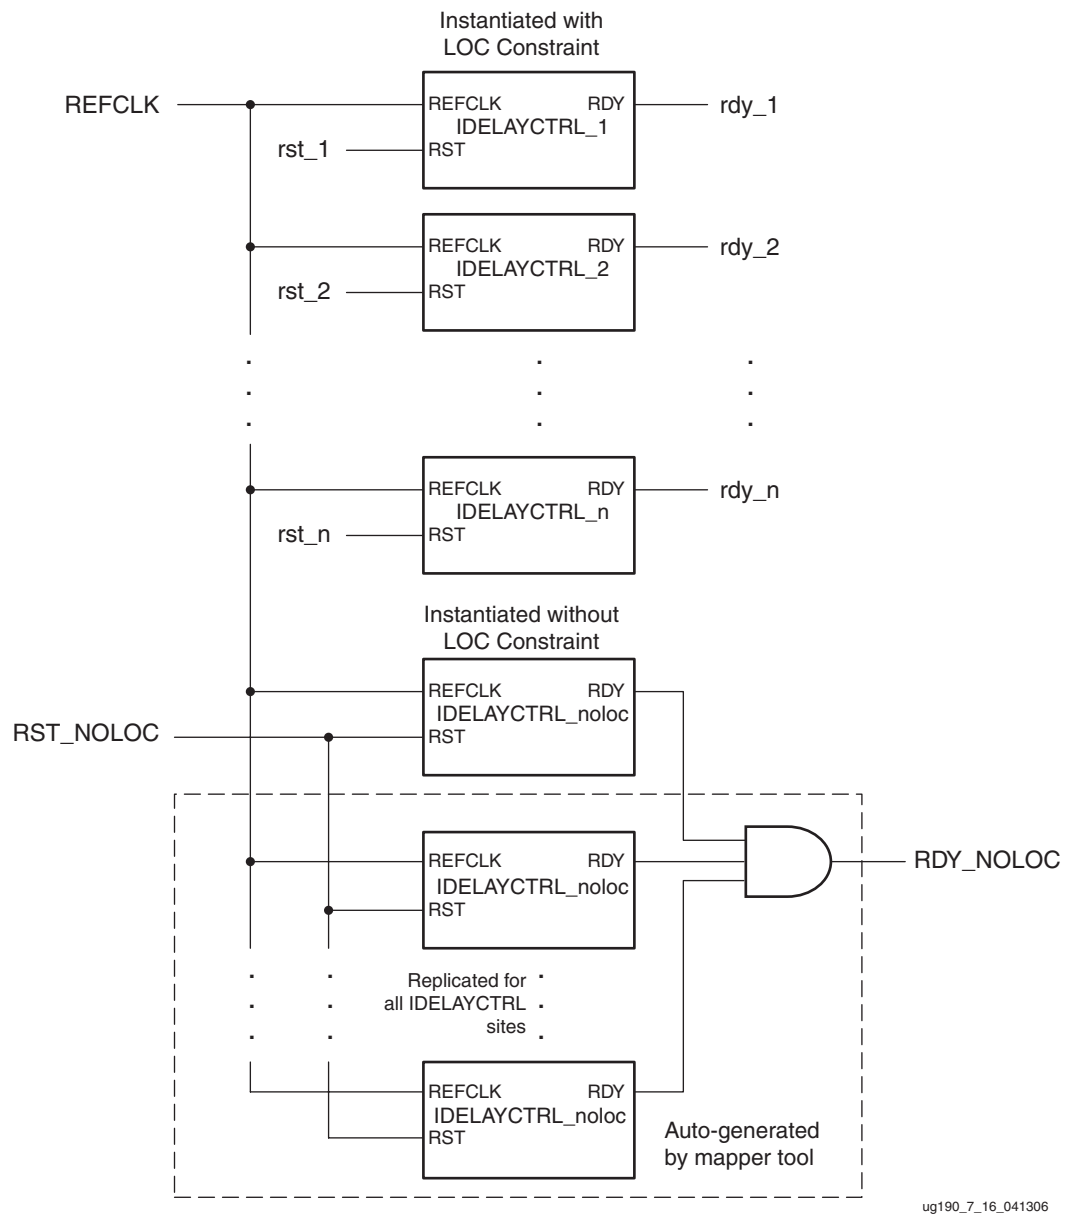 Instantiated with
LOC Constraint
REFCLK
REFCLK RDY
rdy_1
IDELAYCTRL_1
rst_1
RST
REFCLK RDY
rdy_2
IDELAYCTRL_2
rst_2
RST
REFCLK RDY
rdy_n
IDELAYCTRL_n
rst_n
RST
Instantiated without
LOC Constraint
REFCLK RDY
IDELAYCTRL_noloc
RST_NOLOC
RST
REFCLK RDY
RDY_NOLOC
IDELAYCTRL_noloc
RST
Replicated for
all IDELAYCTRL
sites
REFCLK RDY
IDELAYCTRL_noloc
RST
Auto-generated
by mapper tool
ug190_7_16_041306